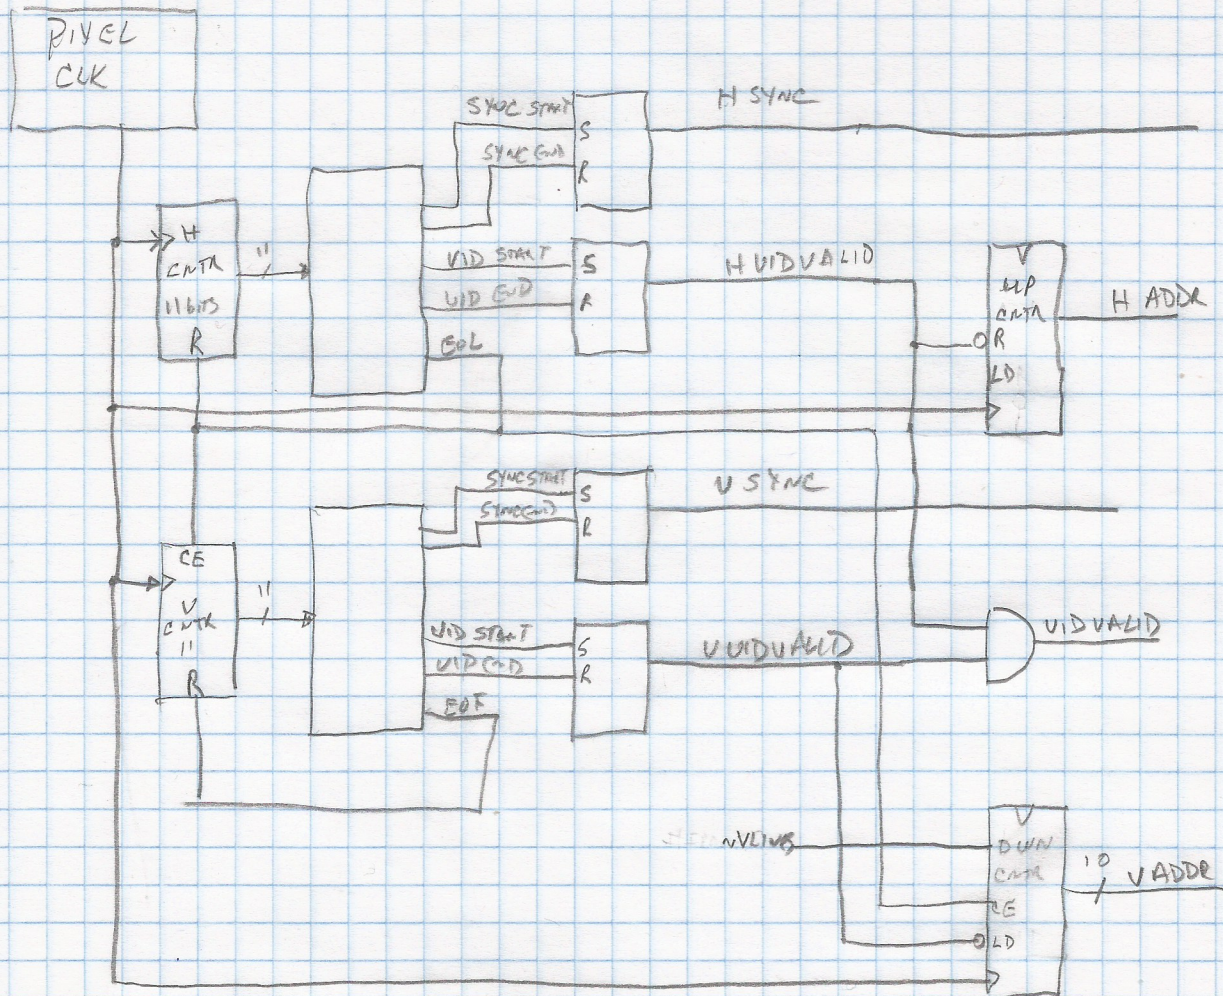 PIXEL
CLK
SYNC START
H SYNC
S
SYNC END
R
H
CNTR
11 bits
R
11
VID START
S
VID END
R
EOL
H VIDVALID
V
UP
CNTR
R
LD
H ADDR
SYNC START
S
SYNC END
R
V SYNC
CE
V
CNTR
11
R
11
VID START
S
VID END
R
EOF
V VIDVALID
VIDVALID
nVLINES
V
DWN
CNTR
CE
LD
10
V ADDR